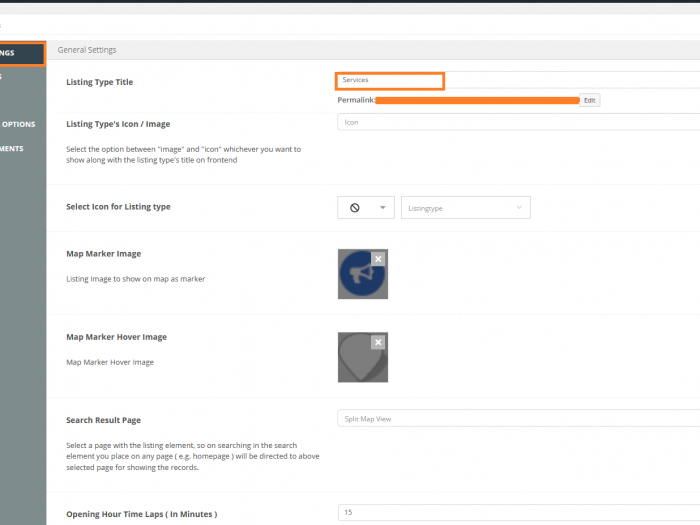 NGS
General Settings
S
Listing Type Title
Services
Permalink:
Edit
OPTIONS
Listing Type's Icon / Image
Icon
MENTS
Select the option between "image" and "icon" whichever you want to
show along with the listing type's title on frontend
Select Icon for Listing type
Listingtype
Map Marker Image
Listing Image to show on map as marker
Map Marker Hover Image
Map Marker Hover Image
Search Result Page
Split Map View
Select a page with the listing element, so on searching in the search
element you place on any page ( e.g. homepage ) will be directed to above
selected page for showing the records.
Opening Hour Time Laps ( In Minutes )
15